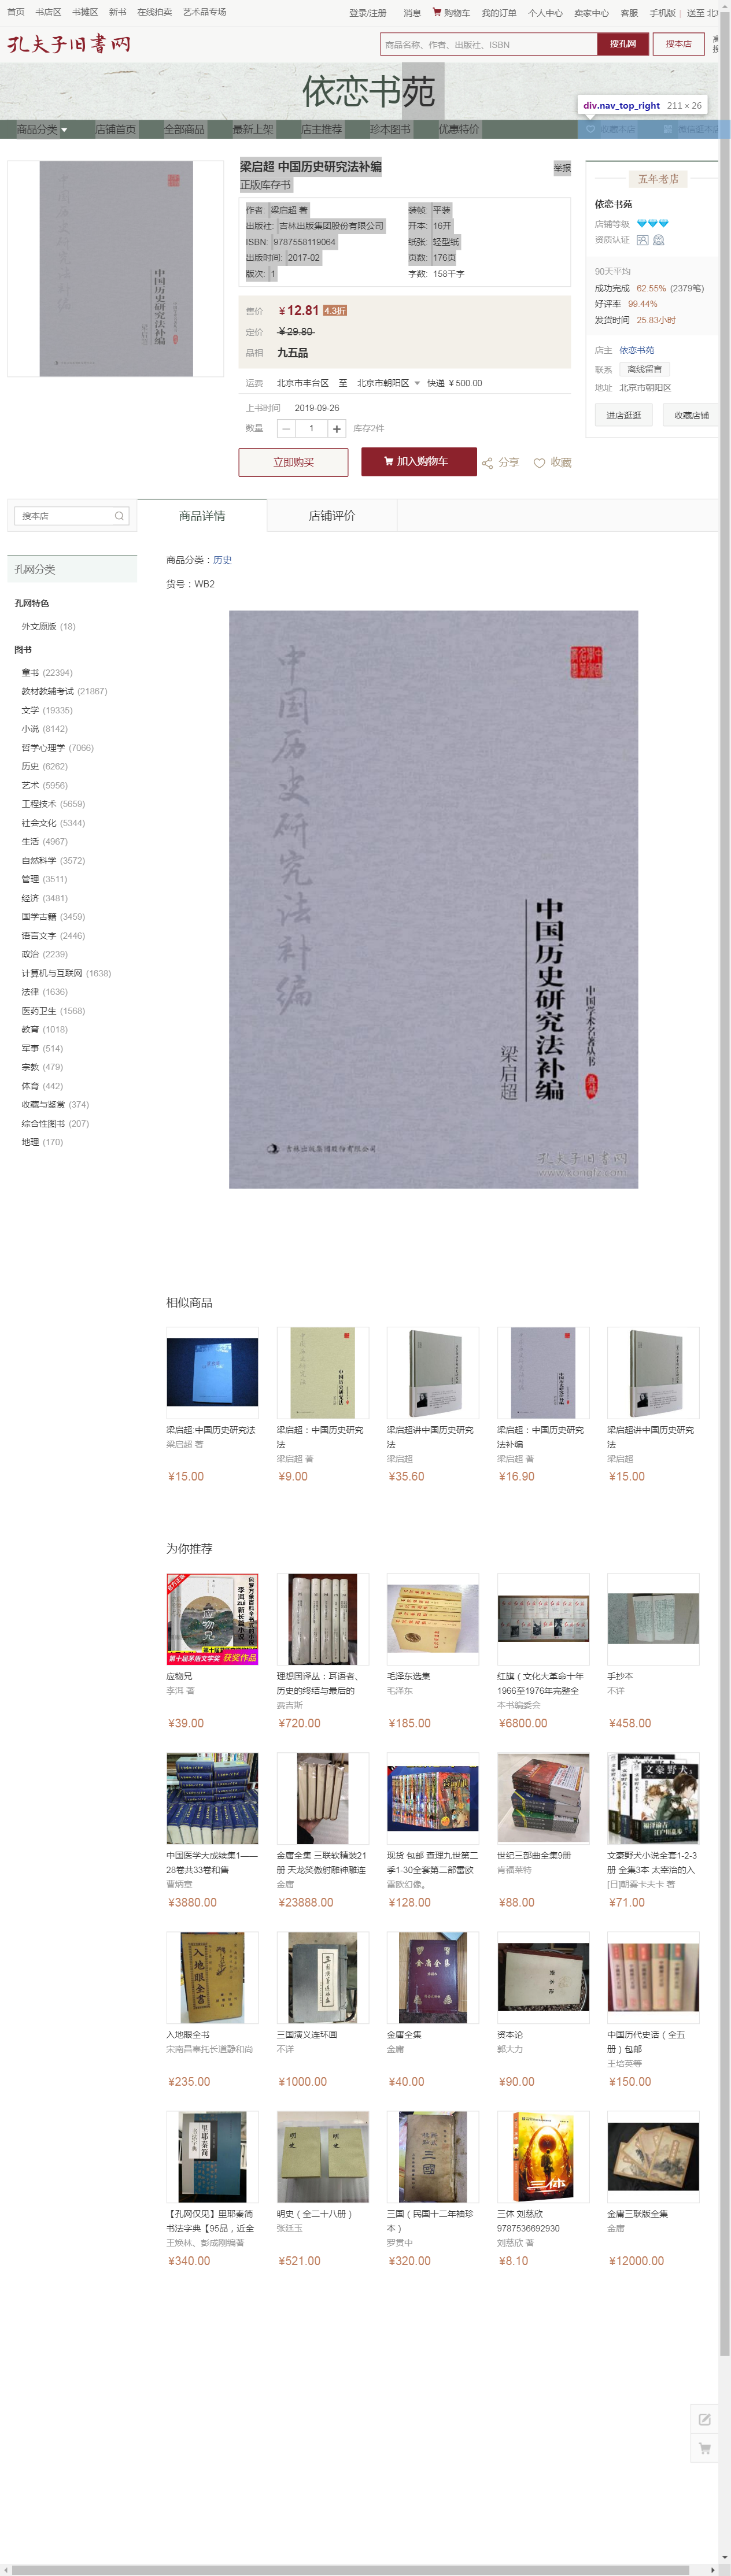 首页 书店区 书摊区 新书 在线拍卖 艺术品专场 登录/注册 消息 购物车 我的订单 个人中心 卖家中心 客服 手机版 | 送至 北京
孔夫子旧书网
商品名称、作者、出版社、ISBN 搜孔网 搜本店
依恋书苑
div.nav_top_right 211 × 26
商品分类 店铺首页 全部商品 最新上架 店主推荐 珍本图书 优惠特价 收藏本店
梁启超 中国历史研究法补编 举报
正版库存书
作者: 梁启超 著 装帧: 平装
出版社: 吉林出版集团股份有限公司 开本: 16开
ISBN: 9787558119064 纸张: 轻型纸
出版时间: 2017-02 页数: 176页
版次: 1 字数: 158千字
售价 ¥12.81 4.3折
定价 ¥29.80
品相 九五品
运费 北京市丰台区 至 北京市朝阳区 快递 ¥500.00
上书时间 2019-09-26
数量 1 库存2件
立即购买 加入购物车 分享 收藏
五年老店
依恋书苑
店铺等级
资质认证
90天平均
成功完成 62.55% (2379笔)
好评率 99.44%
发货时间 25.83小时
店主 依恋书苑
联系 离线留言
地址 北京市朝阳区
进店逛逛 收藏店铺
搜本店 商品详情 店铺评价
孔网分类
孔网特色
外文原版 (18)
图书
童书 (22394)
教材教辅考试 (21867)
文学 (19335)
小说 (8142)
哲学心理学 (7066)
历史 (6262)
艺术 (5956)
工程技术 (5659)
社会文化 (5344)
生活 (4967)
自然科学 (3572)
管理 (3511)
经济 (3481)
国学古籍 (3459)
语言文字 (2446)
政治 (2239)
计算机与互联网 (1638)
法律 (1636)
医药卫生 (1568)
教育 (1018)
军事 (514)
宗教 (479)
体育 (442)
收藏与鉴赏 (374)
综合性图书 (207)
地理 (170)
商品分类：历史
货号：WB2
中国历史研究法补编
中国历史研究法补编
梁启超
中国学术名著丛书
典藏
吉林出版集团股份有限公司
孔夫子旧书网
www.kongfz.com
相似商品
梁启超:中国历史研究法
梁启超 著
¥15.00
梁启超：中国历史研究法
梁启超 著
¥9.00
梁启超讲中国历史研究法
梁启超
¥35.60
梁启超：中国历史研究法补编
梁启超 著
¥16.90
梁启超讲中国历史研究法
梁启超
¥15.00
为你推荐
应物兄
李洱 著
¥39.00
理想国译丛：耳语者、
历史的终结与最后的
费吉斯
¥720.00
毛泽东选集
毛泽东
¥185.00
红旗（文化大革命十年
1966至1976年完整全
本书编委会
¥6800.00
手抄本
不详
¥458.00
中国医学大成续集1——
28卷共33卷和售
曹炳章
¥3880.00
金庸全集 三联软精装21
册 天龙笑傲射雕神雕连
金庸
¥23888.00
现货 包邮 查理九世第二
季1-30全套第二部雷欧
雷欧幻像。
¥128.00
世纪三部曲全集9册
肯福莱特
¥88.00
文豪野犬小说全套1-2-3
册 全集3本 太宰治的入
[日]朝雾卡夫卡 著
¥71.00
入地眼全书
宋南昌辜托长道静和尚
¥235.00
三国演义连环画
不详
¥1000.00
金庸全集
金庸
¥40.00
资本论
郭大力
¥90.00
中国历代史话（全五
册）包邮
王培英等
¥150.00
【孔网仅见】里耶秦简
书法字典【95品，近全
王焕林、彭成刚编著
¥340.00
明史（全二十八册）
张廷玉
¥521.00
三国（民国十二年袖珍
本）
罗贯中
¥320.00
三体 刘慈欣
9787536692930
刘慈欣 著
¥8.10
金庸三联版全集
金庸
¥12000.00